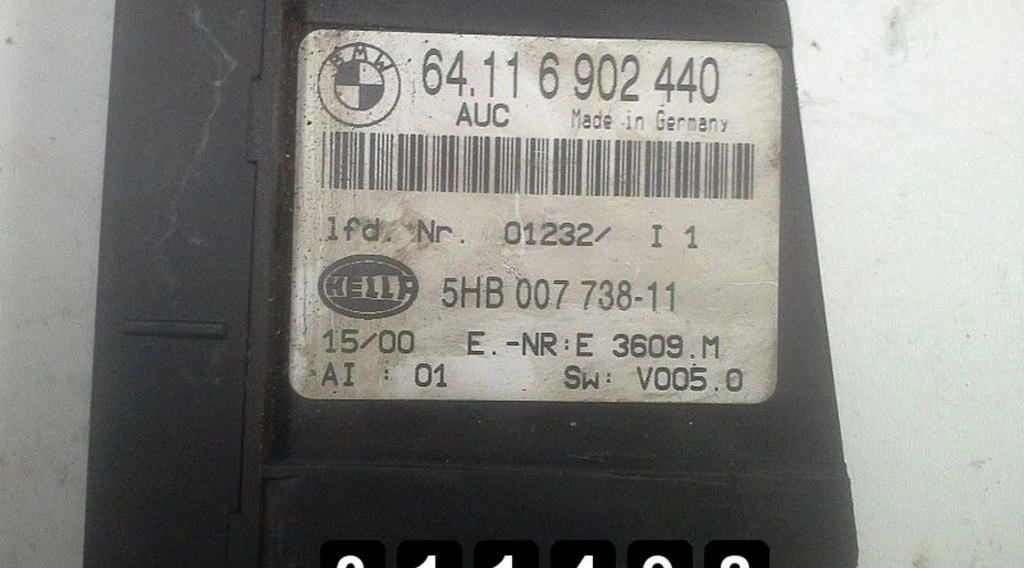 BMW
64.11 6 902 440
AUC Made in Germany
lfd. Nr. 01232/ I 1
HELLA 5HB 007 738-11
15/00 E.-NR:E 3609.M
AI : 01 Sw: V005.0